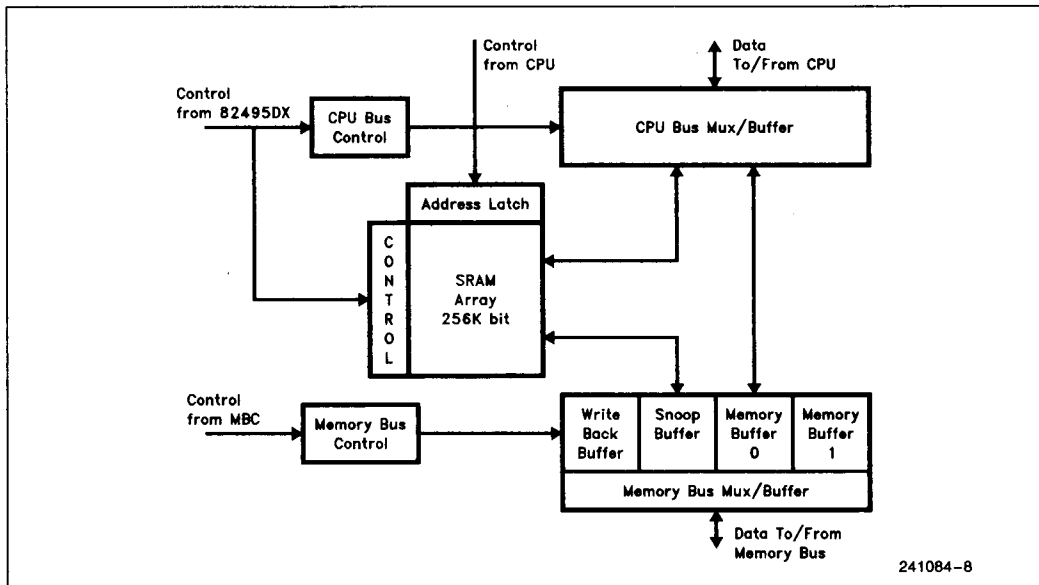 Control
from CPU
Data
To/From CPU
Control
from 82495DX
CPU Bus
Control
CPU Bus Mux/Buffer
Address Latch
C
O
N
T
R
O
L
SRAM
Array
256K bit
Control
from MBC
Memory Bus
Control
Write
Back
Buffer
Snoop
Buffer
Memory
Buffer
0
Memory
Buffer
1
Memory Bus Mux/Buffer
Data To/From
Memory Bus
241084-8